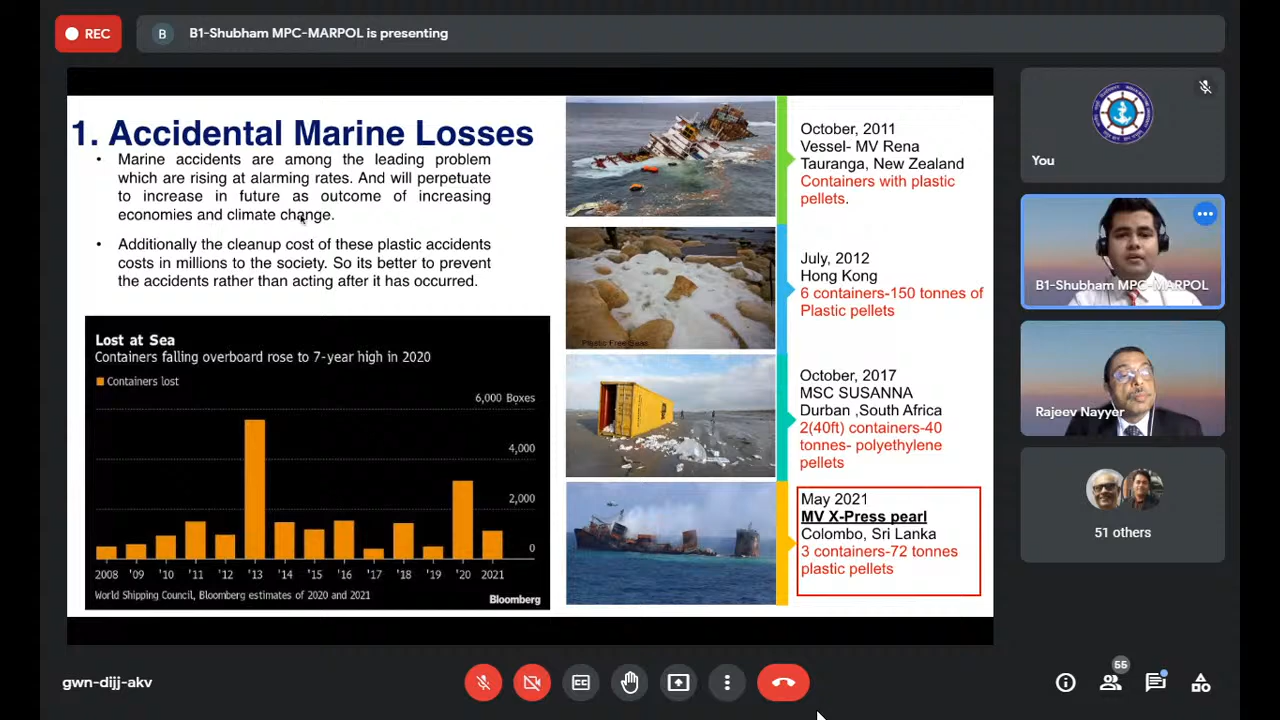 REC
B
B1-Shubham MPC-MARPOL is presenting
1. Accidental Marine Losses
• Marine accidents are among the leading problem
which are rising at alarming rates. And will perpetuate
to increase in future as outcome of increasing
economies and climate change.
• Additionally the cleanup cost of these plastic accidents
costs in millions to the society. So its better to prevent
the accidents rather than acting after it has occurred.
Lost at Sea
Containers falling overboard rose to 7-year high in 2020
Containers lost
6,000 Boxes
4,000
2,000
0
2008 '09 '10 '11 '12 '13 '14 '15 '16 '17 '18 '19 '20 2021
World Shipping Council, Bloomberg estimates of 2020 and 2021
Bloomberg
Plastic Free Seas
October, 2011
Vessel- MV Rena
Tauranga, New Zealand
Containers with plastic
pellets.
July, 2012
Hong Kong
6 containers-150 tonnes of
Plastic pellets
October, 2017
MSC SUSANNA
Durban ,South Africa
2(40ft) containers-40
tonnes- polyethylene
pellets
May 2021
MV X-Press pearl
Colombo, Sri Lanka
3 containers-72 tonnes
plastic pellets
You
B1-Shubham MPC-MARPOL
Rajeev Nayyer
51 others
gwn-dijj-akv
CC
55